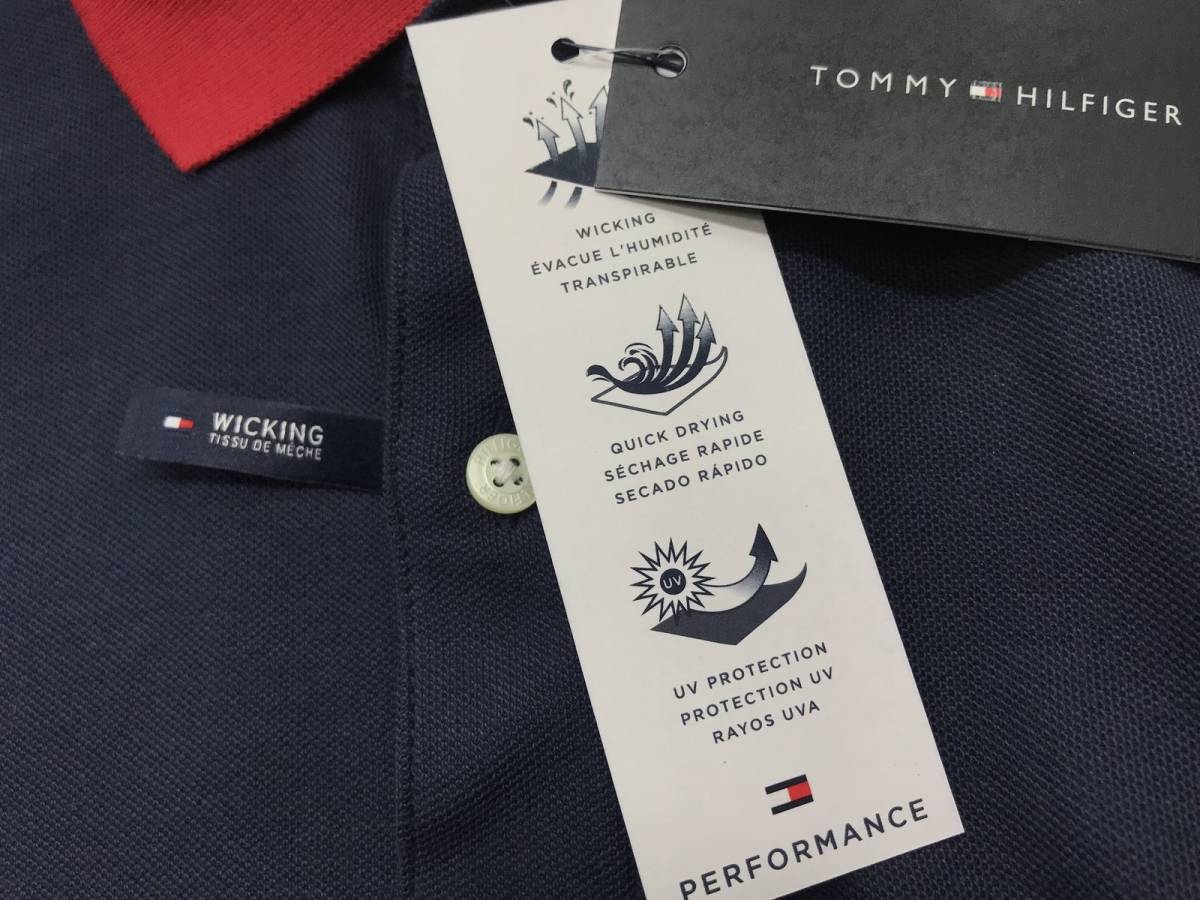 TOMMY HILFIGER
WICKING
ÉVACUE L'HUMIDITÉ
TRANSPIRABLE
QUICK DRYING
SÉCHAGE RAPIDE
SECADO RÁPIDO
UV
UV PROTECTION
PROTECTION UV
RAYOS UVA
PERFORMANCE
WICKING
TISSU DE MÈCHE